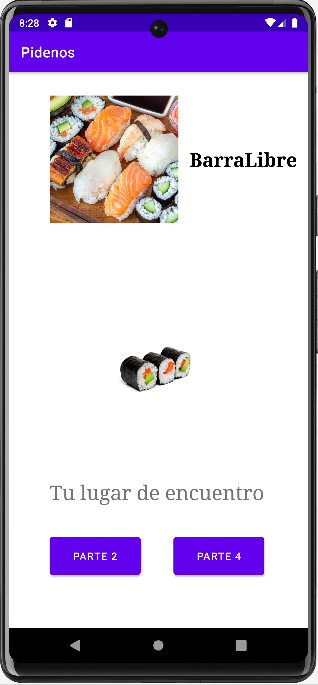 8:28
Pidenos
BarraLibre
Tu lugar de encuentro
PARTE 2
PARTE 4